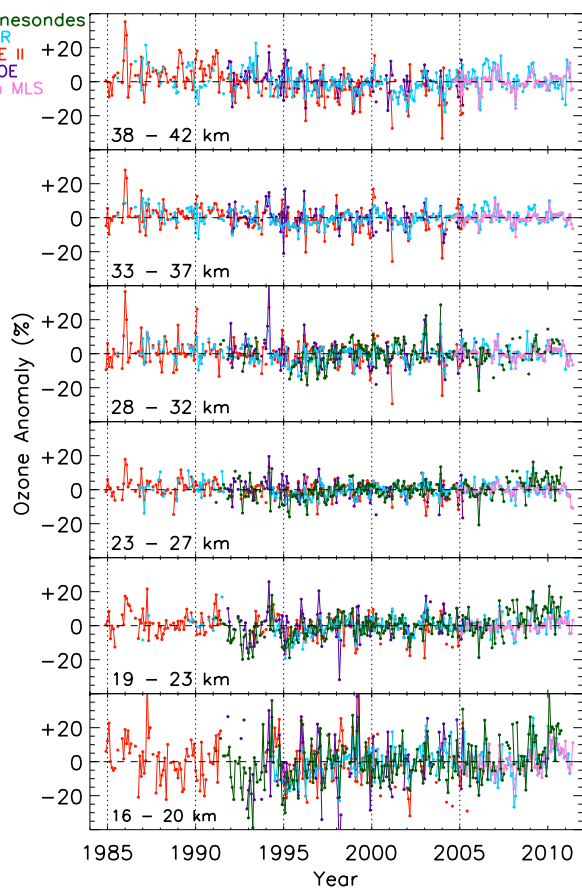 nesondes
R
E II
OE
MLS
+20
0
−20
38 − 42 km
+20
0
−20
33 − 37 km
+20
0
−20
28 − 32 km
+20
0
−20
23 − 27 km
+20
0
−20
19 − 23 km
+20
0
−20
16 − 20 km
Ozone Anomaly (%)
1985 1990 1995 2000 2005 2010
Year